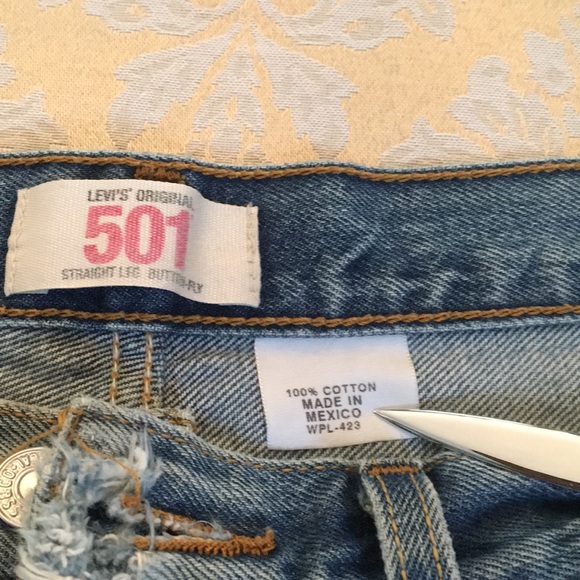 LEVI'S® ORIGINAL
501
STRAIGHT LEG BUTTON-FLY
100% COTTON
MADE IN
MEXICO
WPL-423